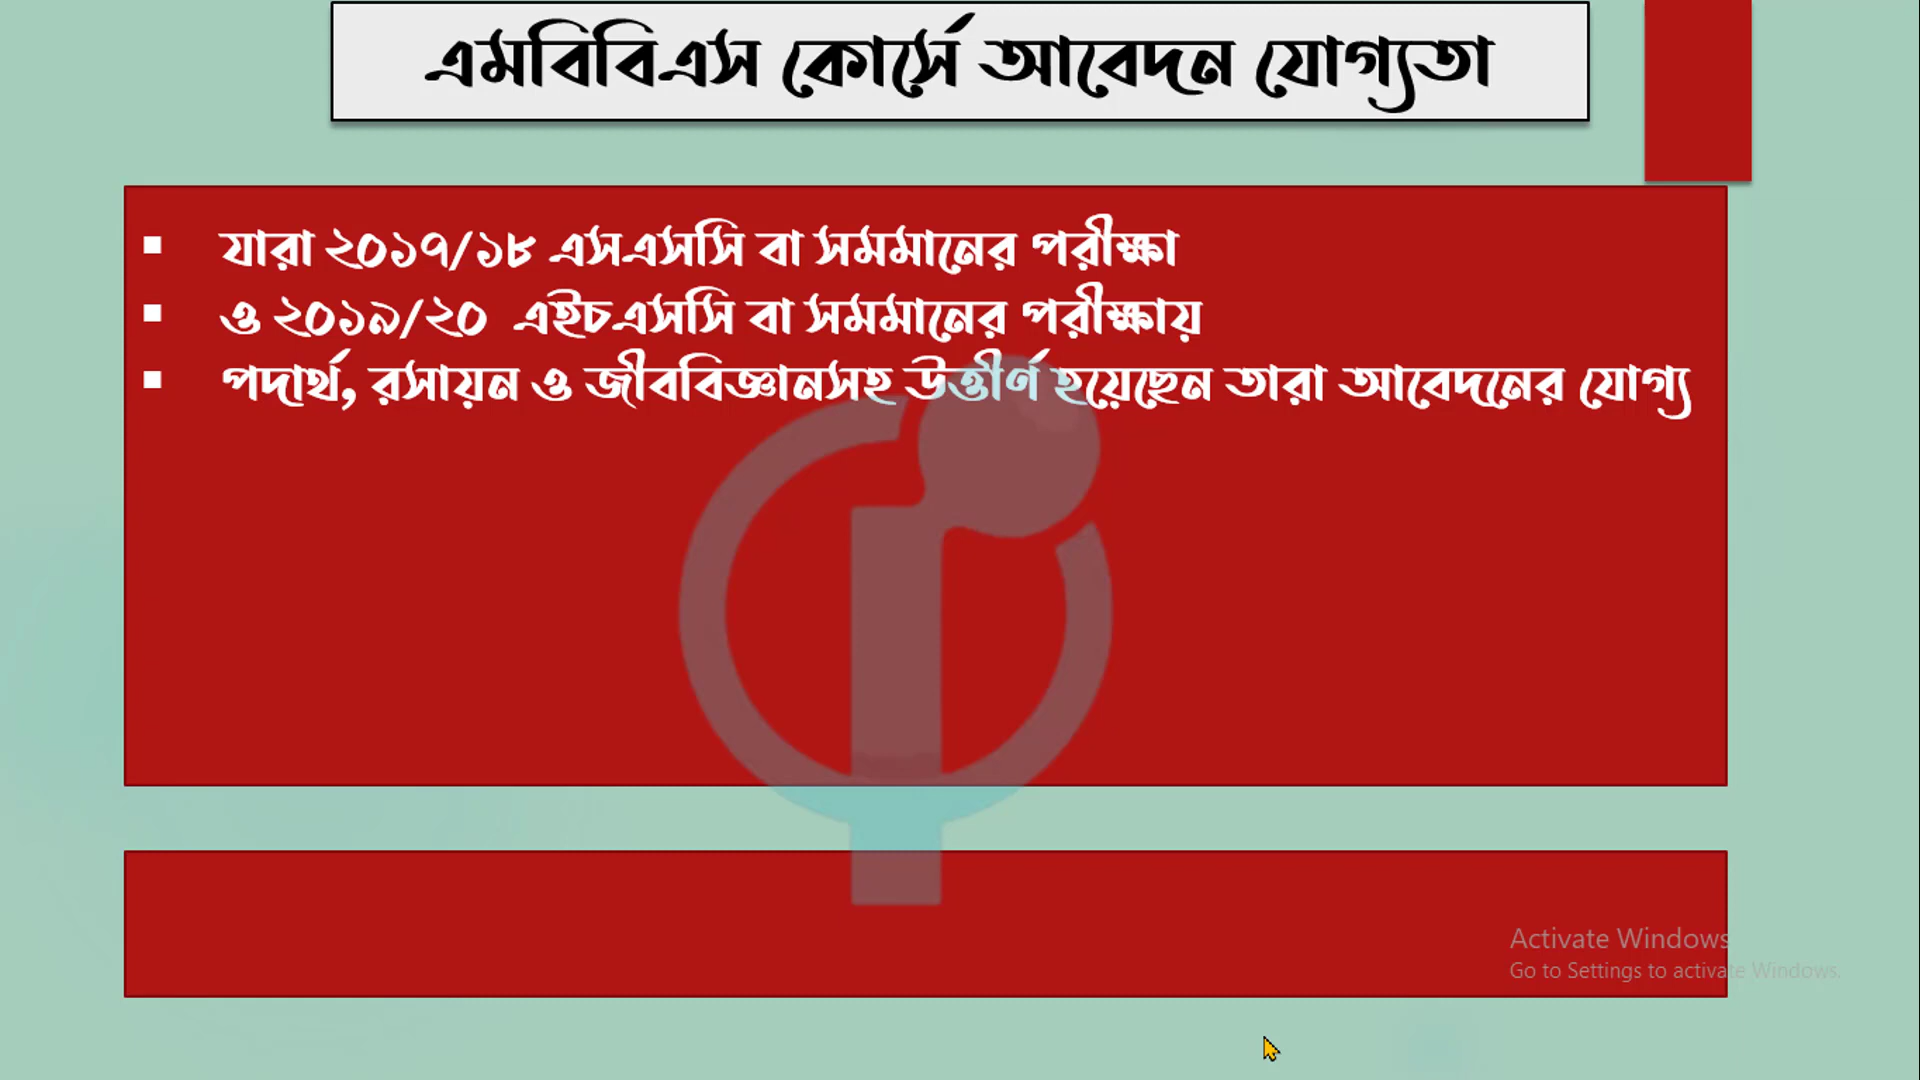 এমবিবিএস কোর্সে আবেদন যোগ্যতা
▪ যারা ২০১৭/১৮ এসএসসি বা সমমানের পরীক্ষা
▪ ও ২০১৯/২০ এইচএসসি বা সমমানের পরীক্ষায়
▪ পদার্থ, রসায়ন ও জীববিজ্ঞানসহ উত্তীর্ণ হয়েছেন তারা আবেদনের যোগ্য
Activate Windows
Go to Settings to activate Windows.